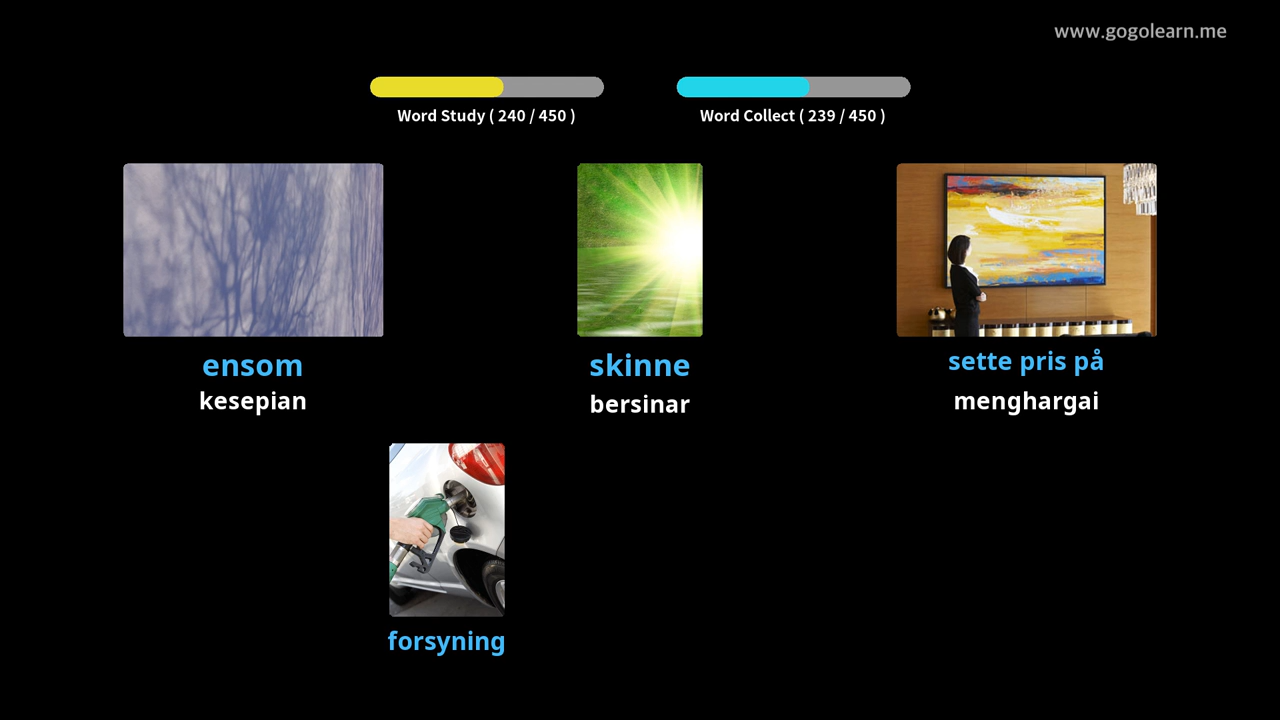 www.gogolearn.me
Word Study ( 240 / 450 )
Word Collect ( 239 / 450 )
ensom
kesepian
skinne
bersinar
sette pris på
menghargai
forsyning